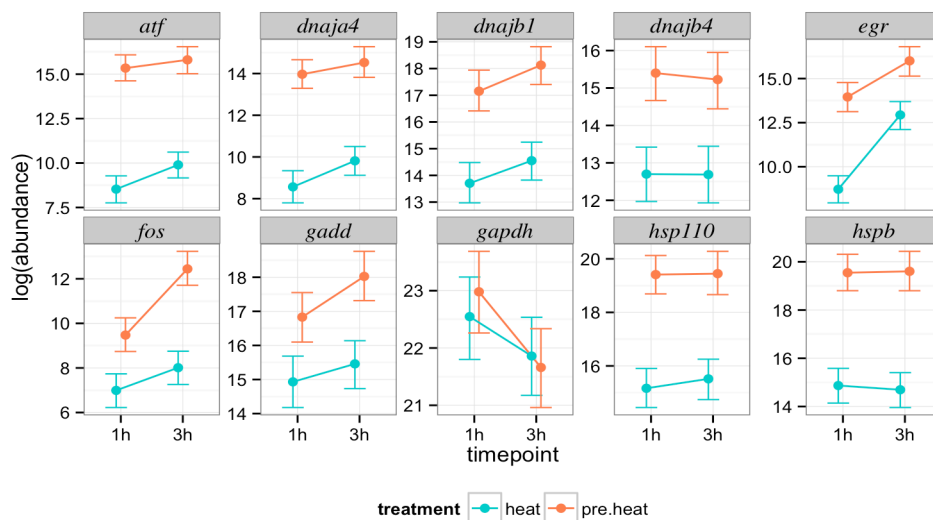 atf dnaja4 dnajb1 dnajb4 egr
15.0 12.5 10.0 7.5
14 12 10 8
19 18 17 16 15 14 13
16 15 14 13 12
15.0 12.5 10.0
log(abundance)
fos gadd gapdh hsp110 hspb
12 10 8 6
18 17 16 15 14
23 22 21
20 18 16
20 18 16 14
1h 3h 1h 3h 1h 3h 1h 3h 1h 3h
timepoint
treatment heat pre.heat